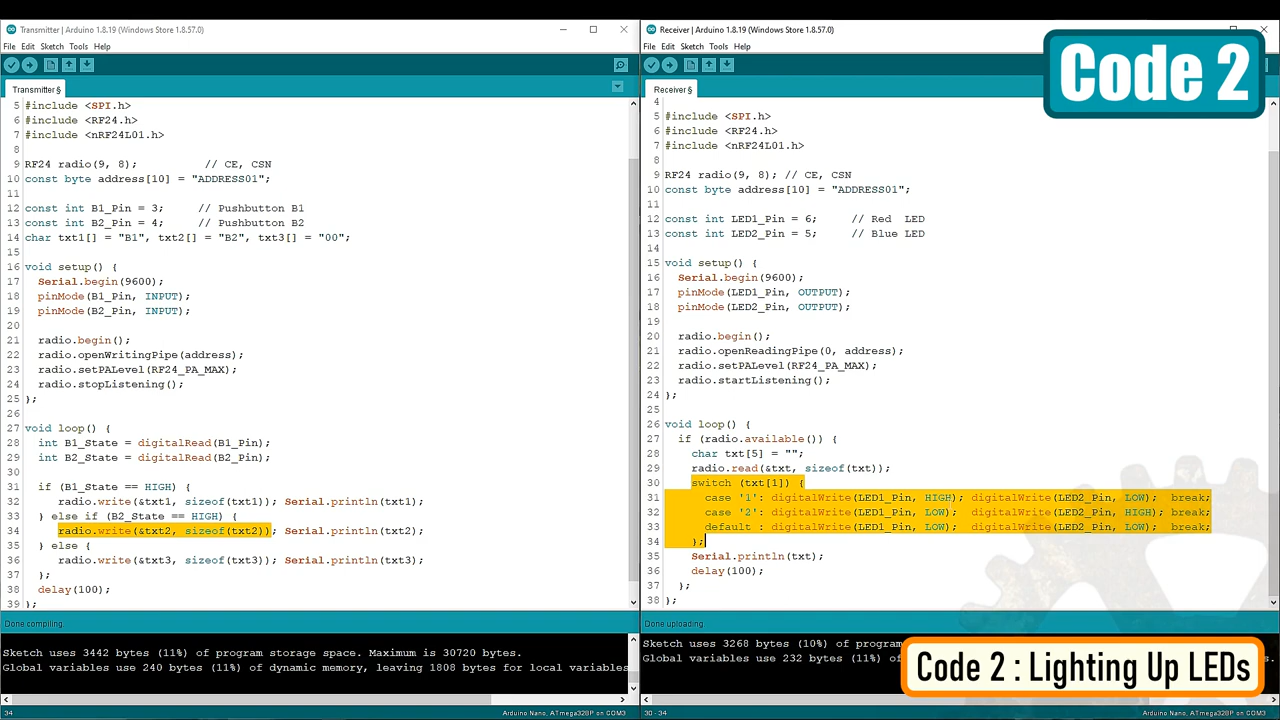 Transmitter | Arduino 1.8.19 (Windows Store 1.8.57.0)
File Edit Sketch Tools Help
Transmitter §
5 #include <SPI.h>
6 #include <RF24.h>
7 #include <nRF24L01.h>
8
9 RF24 radio(9, 8);          // CE, CSN
10 const byte address[10] = "ADDRESS01";
11
12 const int B1_Pin = 3;     // Pushbutton B1
13 const int B2_Pin = 4;     // Pushbutton B2
14 char txt1[] = "B1", txt2[] = "B2", txt3[] = "00";
15
16 void setup() {
17   Serial.begin(9600);
18   pinMode(B1_Pin, INPUT);
19   pinMode(B2_Pin, INPUT);
20
21   radio.begin();
22   radio.openWritingPipe(address);
23   radio.setPALevel(RF24_PA_MAX);
24   radio.stopListening();
25 };
26
27 void loop() {
28   int B1_State = digitalRead(B1_Pin);
29   int B2_State = digitalRead(B2_Pin);
30
31   if (B1_State == HIGH) {
32      radio.write(&txt1, sizeof(txt1));  Serial.println(txt1);
33   } else if (B2_State == HIGH) {
34      radio.write(&txt2, sizeof(txt2));  Serial.println(txt2);
35   } else {
36      radio.write(&txt3, sizeof(txt3));  Serial.println(txt3);
37   };
38   delay(100);
39 };
Done compiling.
Sketch uses 3442 bytes (11%) of program storage space. Maximum is 30720 bytes.
Global variables use 240 bytes (11%) of dynamic memory, leaving 1808 bytes for local variables
34
Arduino Nano, ATmega328P on COM3
Receiver | Arduino 1.8.19 (Windows Store 1.8.57.0)
File Edit Sketch Tools Help
Code 2
Receiver §
4
5 #include <SPI.h>
6 #include <RF24.h>
7 #include <nRF24L01.h>
8
9 RF24 radio(9, 8);  // CE, CSN
10 const byte address[10] = "ADDRESS01";
11
12 const int LED1_Pin = 6;     // Red  LED
13 const int LED2_Pin = 5;     // Blue LED
14
15 void setup() {
16   Serial.begin(9600);
17   pinMode(LED1_Pin, OUTPUT);
18   pinMode(LED2_Pin, OUTPUT);
19
20   radio.begin();
21   radio.openReadingPipe(0, address);
22   radio.setPALevel(RF24_PA_MAX);
23   radio.startListening();
24 };
25
26 void loop() {
27   if (radio.available()) {
28     char txt[5] = "";
29     radio.read(&txt, sizeof(txt));
30     switch (txt[1]) {
31       case '1': digitalWrite(LED1_Pin, HIGH);  digitalWrite(LED2_Pin, LOW);   break;
32       case '2': digitalWrite(LED1_Pin, LOW);   digitalWrite(LED2_Pin, HIGH);  break;
33       default : digitalWrite(LED1_Pin, LOW);   digitalWrite(LED2_Pin, LOW);   break;
34     };
35     Serial.println(txt);
36     delay(100);
37   };
38 };
Done uploading
Sketch uses 3268 bytes (10%) of program
Global variables use 232 bytes (11%) of
Code 2 : Lighting Up LEDs
30 - 34
Arduino Nano, ATmega328P on COM3